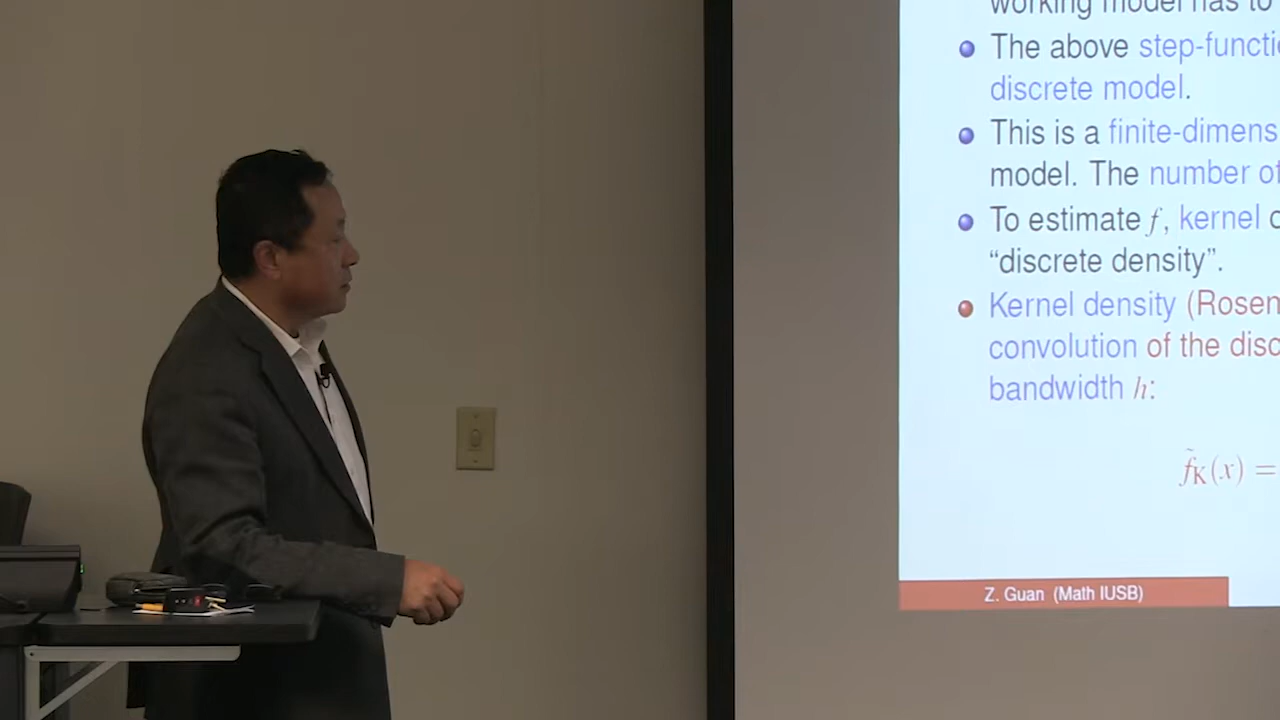 working model has to
The above step-functi
discrete model.
This is a finite-dimens
model. The number of
To estimate f, kernel
"discrete density".
Kernel density (Rosen
convolution of the disc
bandwidth h:
f̃K(x) =
Z. Guan (Math IUSB)